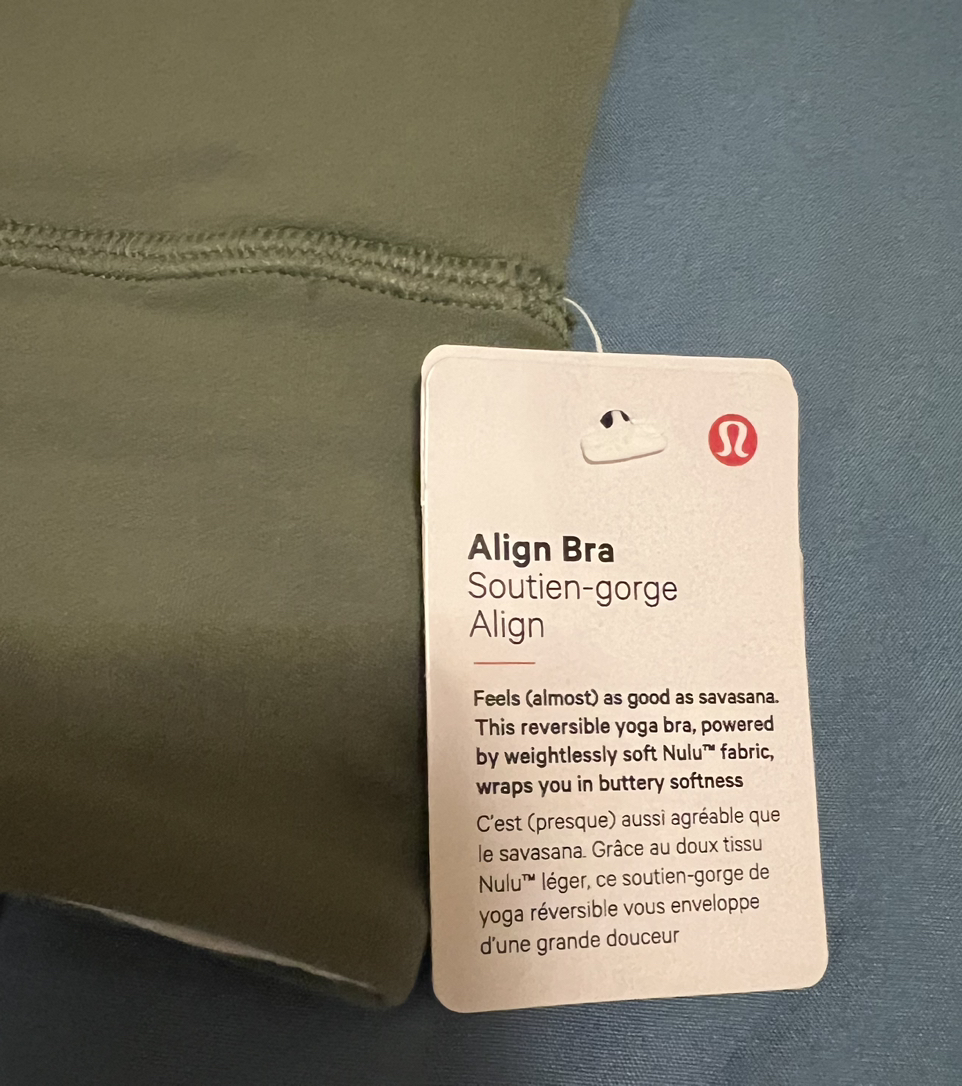 Align Bra
Soutien-gorge
Align
Feels (almost) as good as savasana.
This reversible yoga bra, powered
by weightlessly soft Nulu™ fabric,
wraps you in buttery softness
C'est (presque) aussi agréable que
le savasana. Grâce au doux tissu
Nulu™ léger, ce soutien-gorge de
yoga réversible vous enveloppe
d'une grande douceur